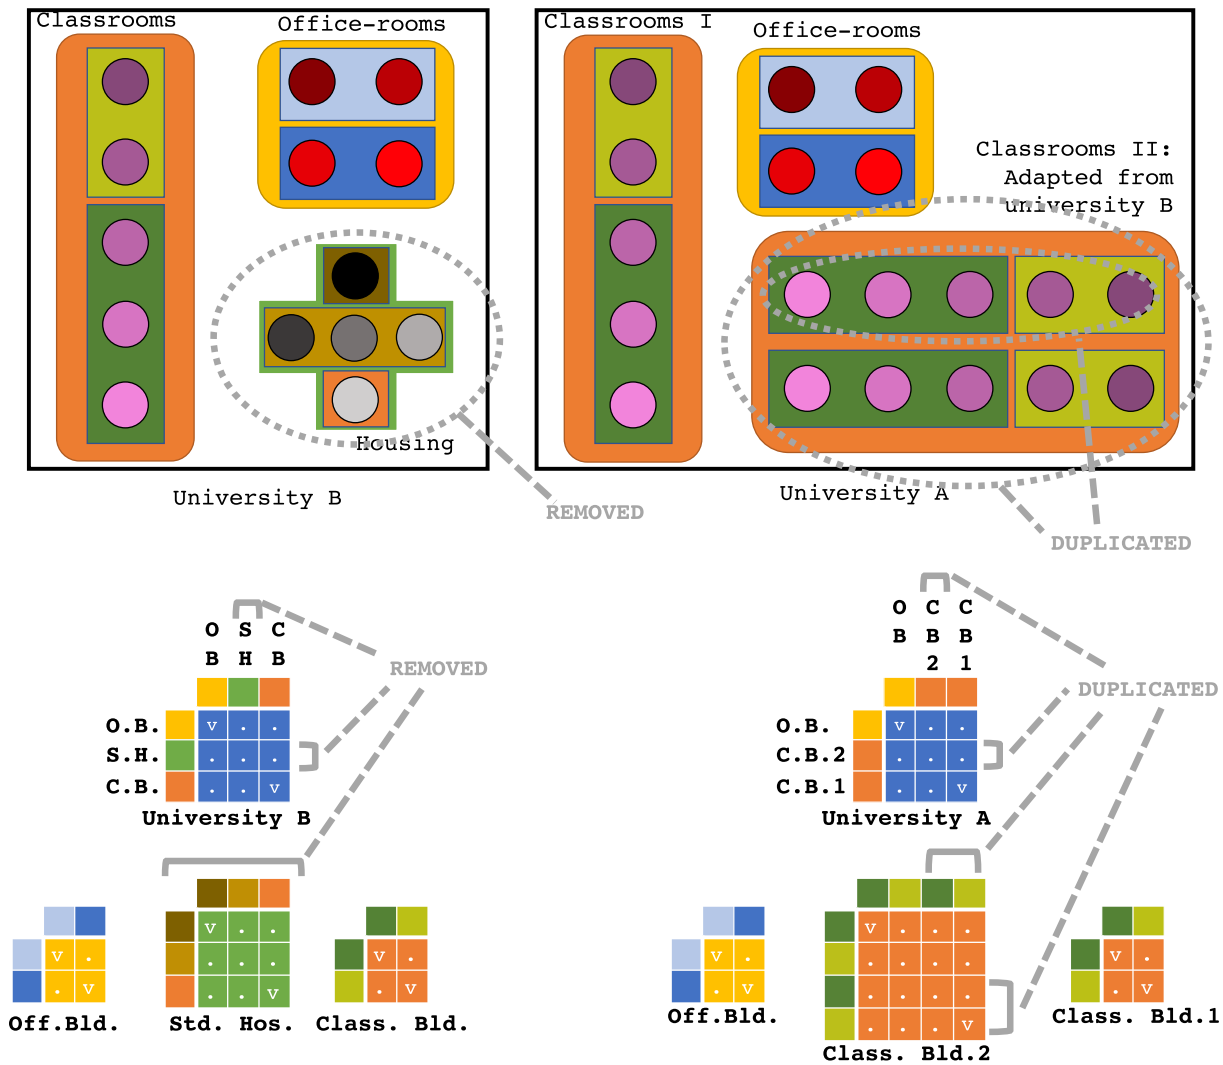 Classrooms
Office-rooms
Housing
University B
REMOVED
Classrooms I
Office-rooms
Classrooms II:
Adapted from
university B
University A
DUPLICATED
O S C
B H B
REMOVED
O.B. v . .
S.H. . . .
C.B. . . v
University B
O C C
B B B
2 1
DUPLICATED
O.B. v . .
C.B.2 . . .
C.B.1 . . v
University A
v .
. v
Off.Bld.
v . .
. . .
. . v
Std. Hos.
v .
. v
Class. Bld.
v .
. v
Off.Bld.
v . . .
. . . .
. . . .
. . . v
Class. Bld.2
v .
. v
Class. Bld.1